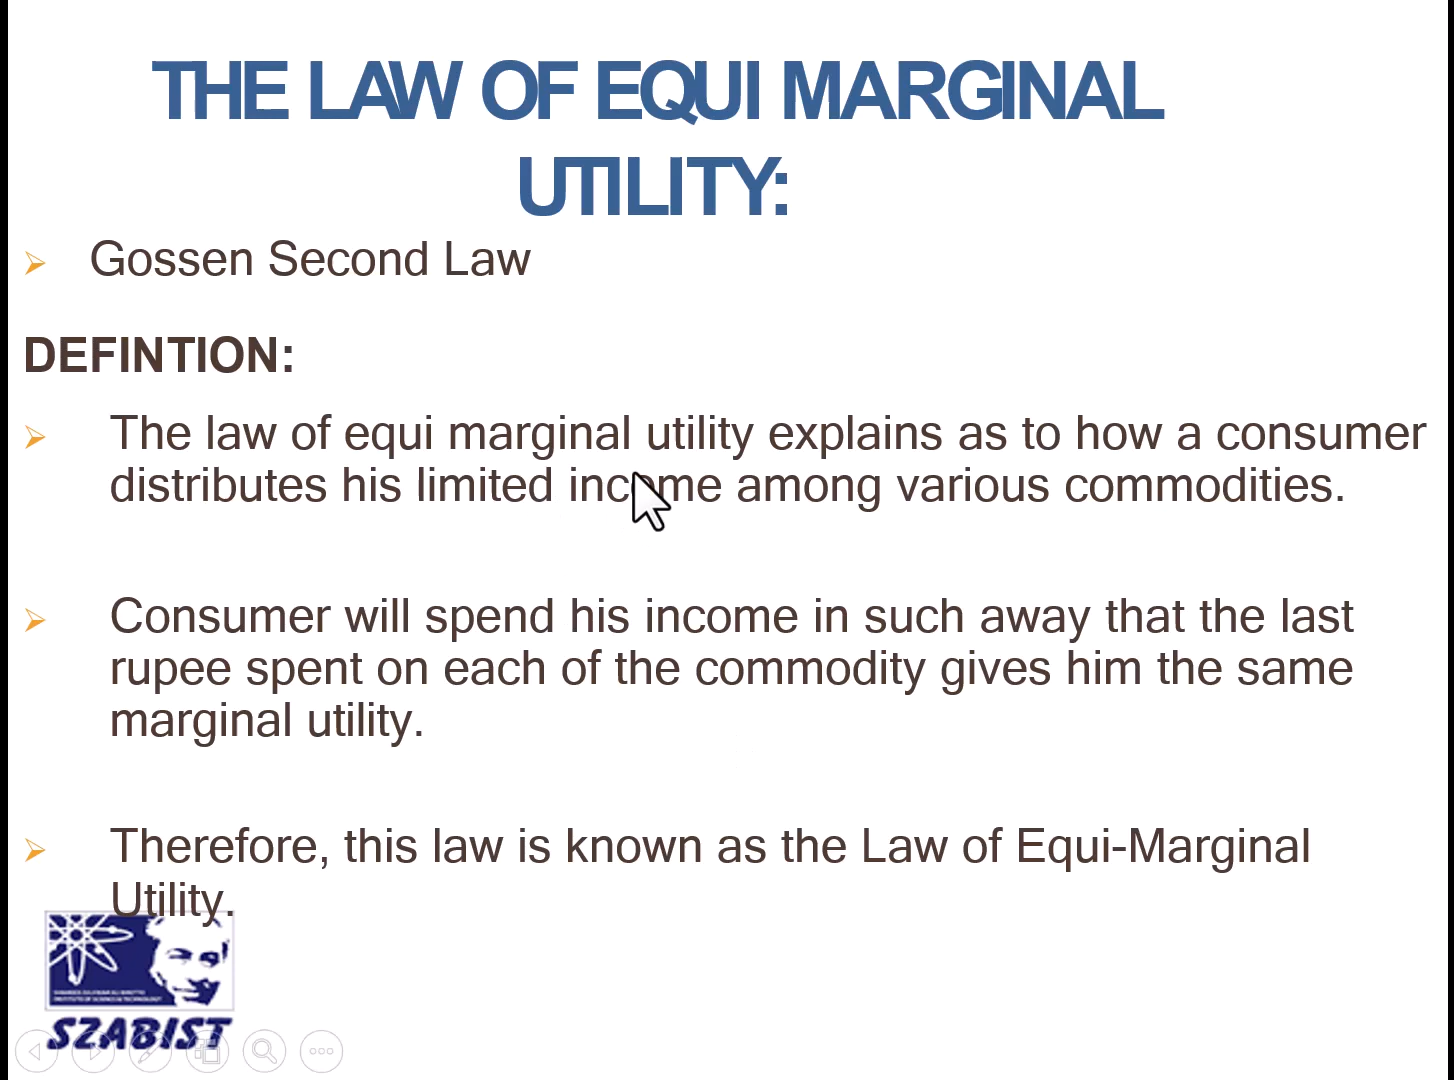 THE LAW OF EQUI MARGINAL
UTILITY:
Gossen Second Law
DEFINTION:
The law of equi marginal utility explains as to how a consumer
distributes his limited income among various commodities.
Consumer will spend his income in such away that the last
rupee spent on each of the commodity gives him the same
marginal utility.
Therefore, this law is known as the Law of Equi-Marginal
Utility.
SZABIST